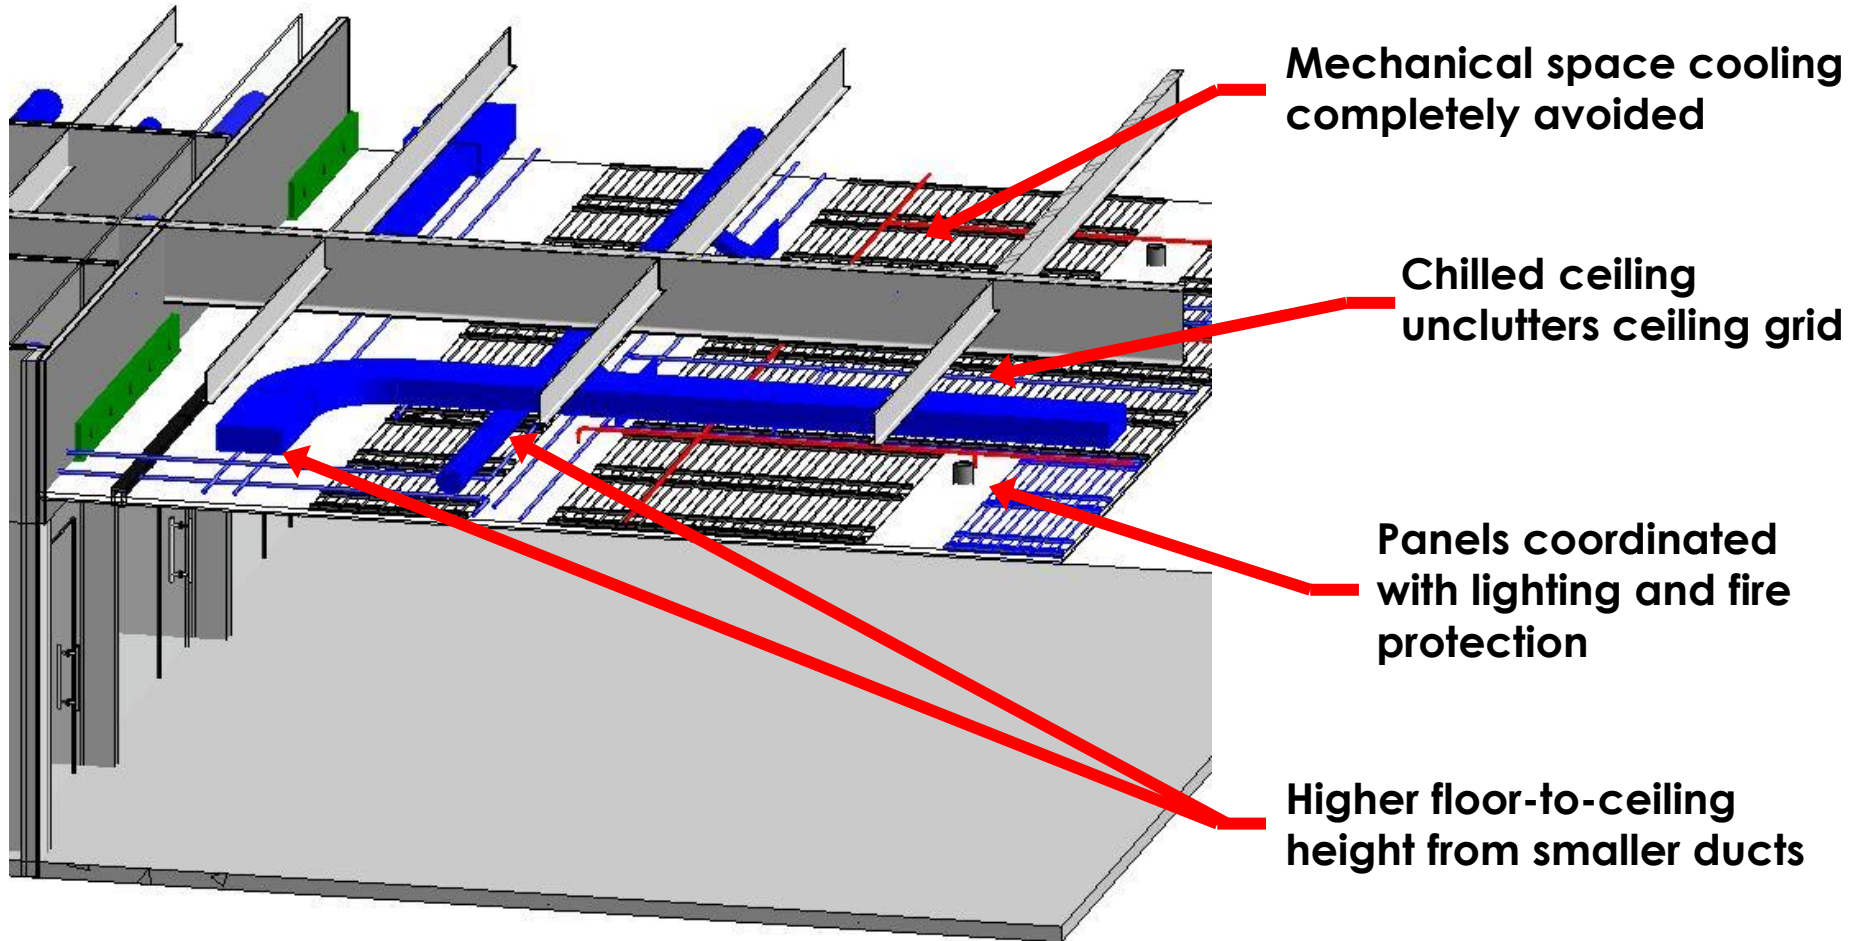 Mechanical space cooling
completely avoided
Chilled ceiling
unclutters ceiling grid
Panels coordinated
with lighting and fire
protection
Higher floor-to-ceiling
height from smaller ducts